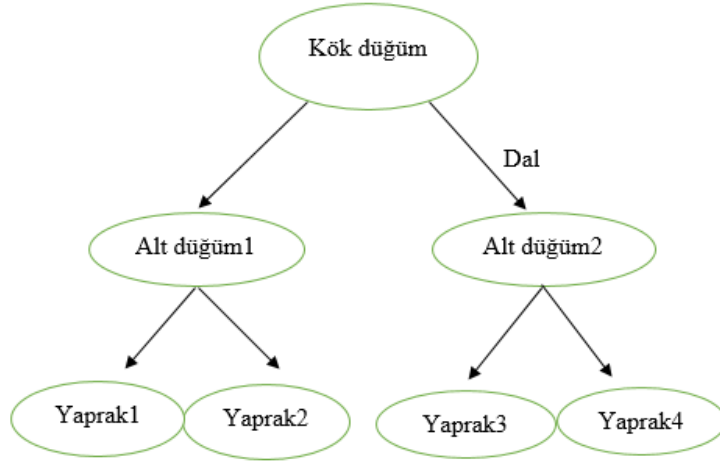 Kök düğüm
Dal
Alt düğüm1
Alt düğüm2
Yaprak1
Yaprak2
Yaprak3
Yaprak4